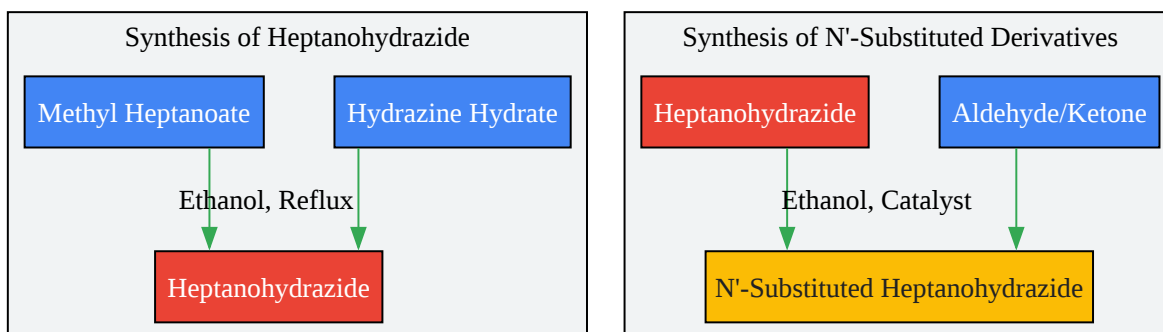 Synthesis of Heptanohydrazide
Methyl Heptanoate
Hydrazine Hydrate
Ethanol, Reflux
Heptanohydrazide
Synthesis of N'-Substituted Derivatives
Heptanohydrazide
Aldehyde/Ketone
Ethanol, Catalyst
N'-Substituted Heptanohydrazide